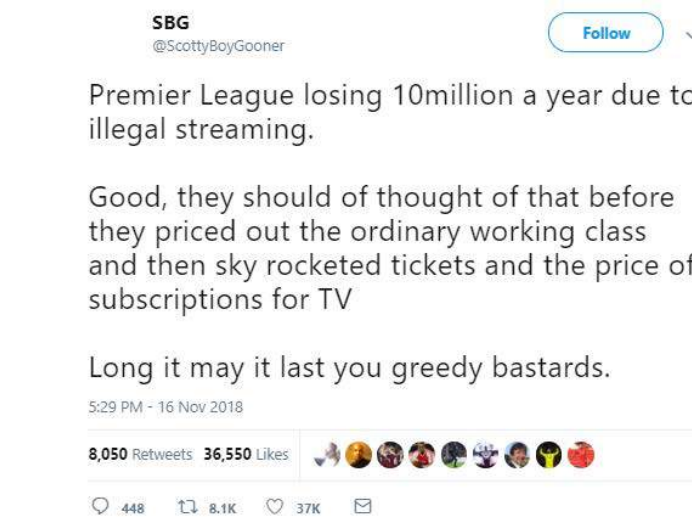 SBG
@ScottyBoyGooner
Follow
Premier League losing 10million a year due to
illegal streaming.
Good, they should of thought of that before
they priced out the ordinary working class
and then sky rocketed tickets and the price of
subscriptions for TV
Long it may it last you greedy bastards.
5:29 PM - 16 Nov 2018
8,050 Retweets 36,550 Likes
448 8.1K 37K